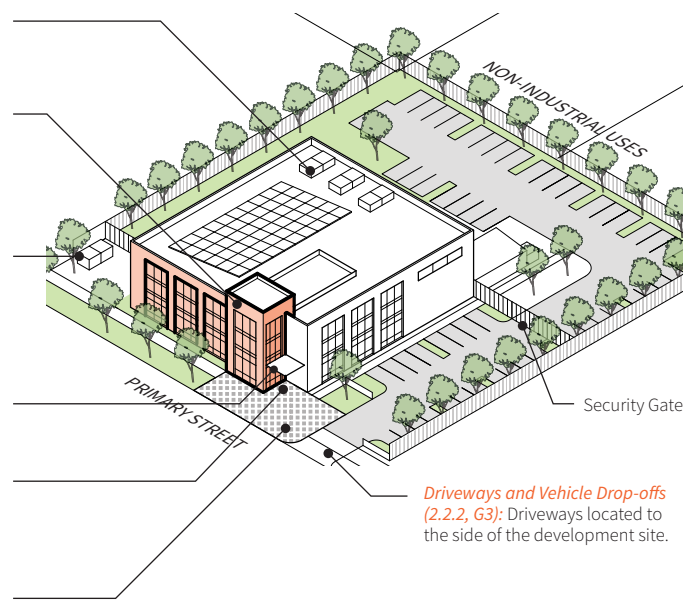 NON-INDUSTRIAL USES
PRIMARY STREET
Security Gate
Driveways and Vehicle Drop-offs
(2.2.2, G3): Driveways located to
the side of the development site.